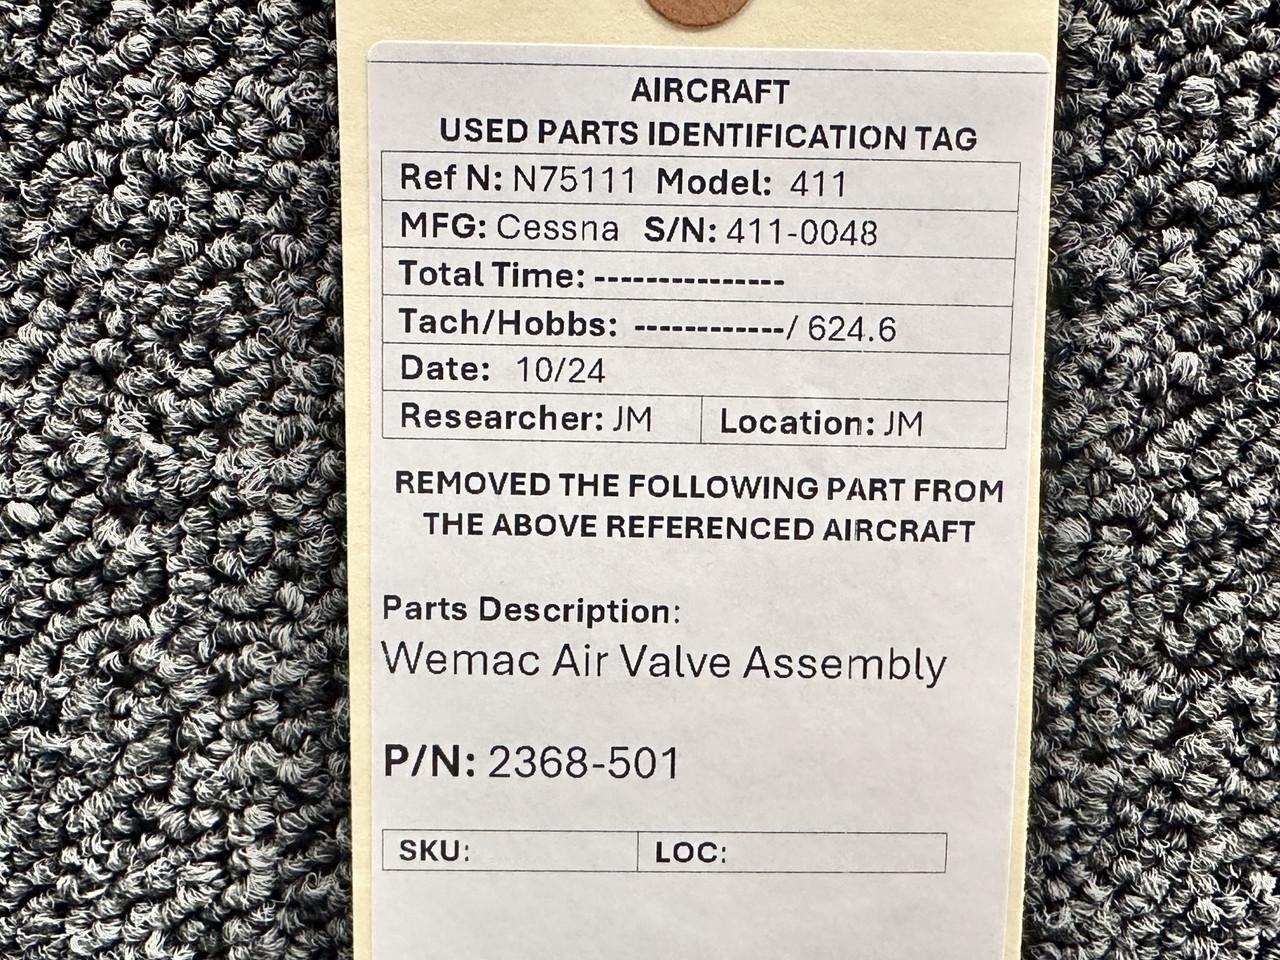 AIRCRAFT
USED PARTS IDENTIFICATION TAG
Ref N: N75111 Model: 411
MFG: Cessna S/N: 411-0048
Total Time: ---------------
Tach/Hobbs: ------------/ 624.6
Date: 10/24
Researcher: JM Location: JM
REMOVED THE FOLLOWING PART FROM
THE ABOVE REFERENCED AIRCRAFT
Parts Description:
Wemac Air Valve Assembly
P/N: 2368-501
SKU: LOC: